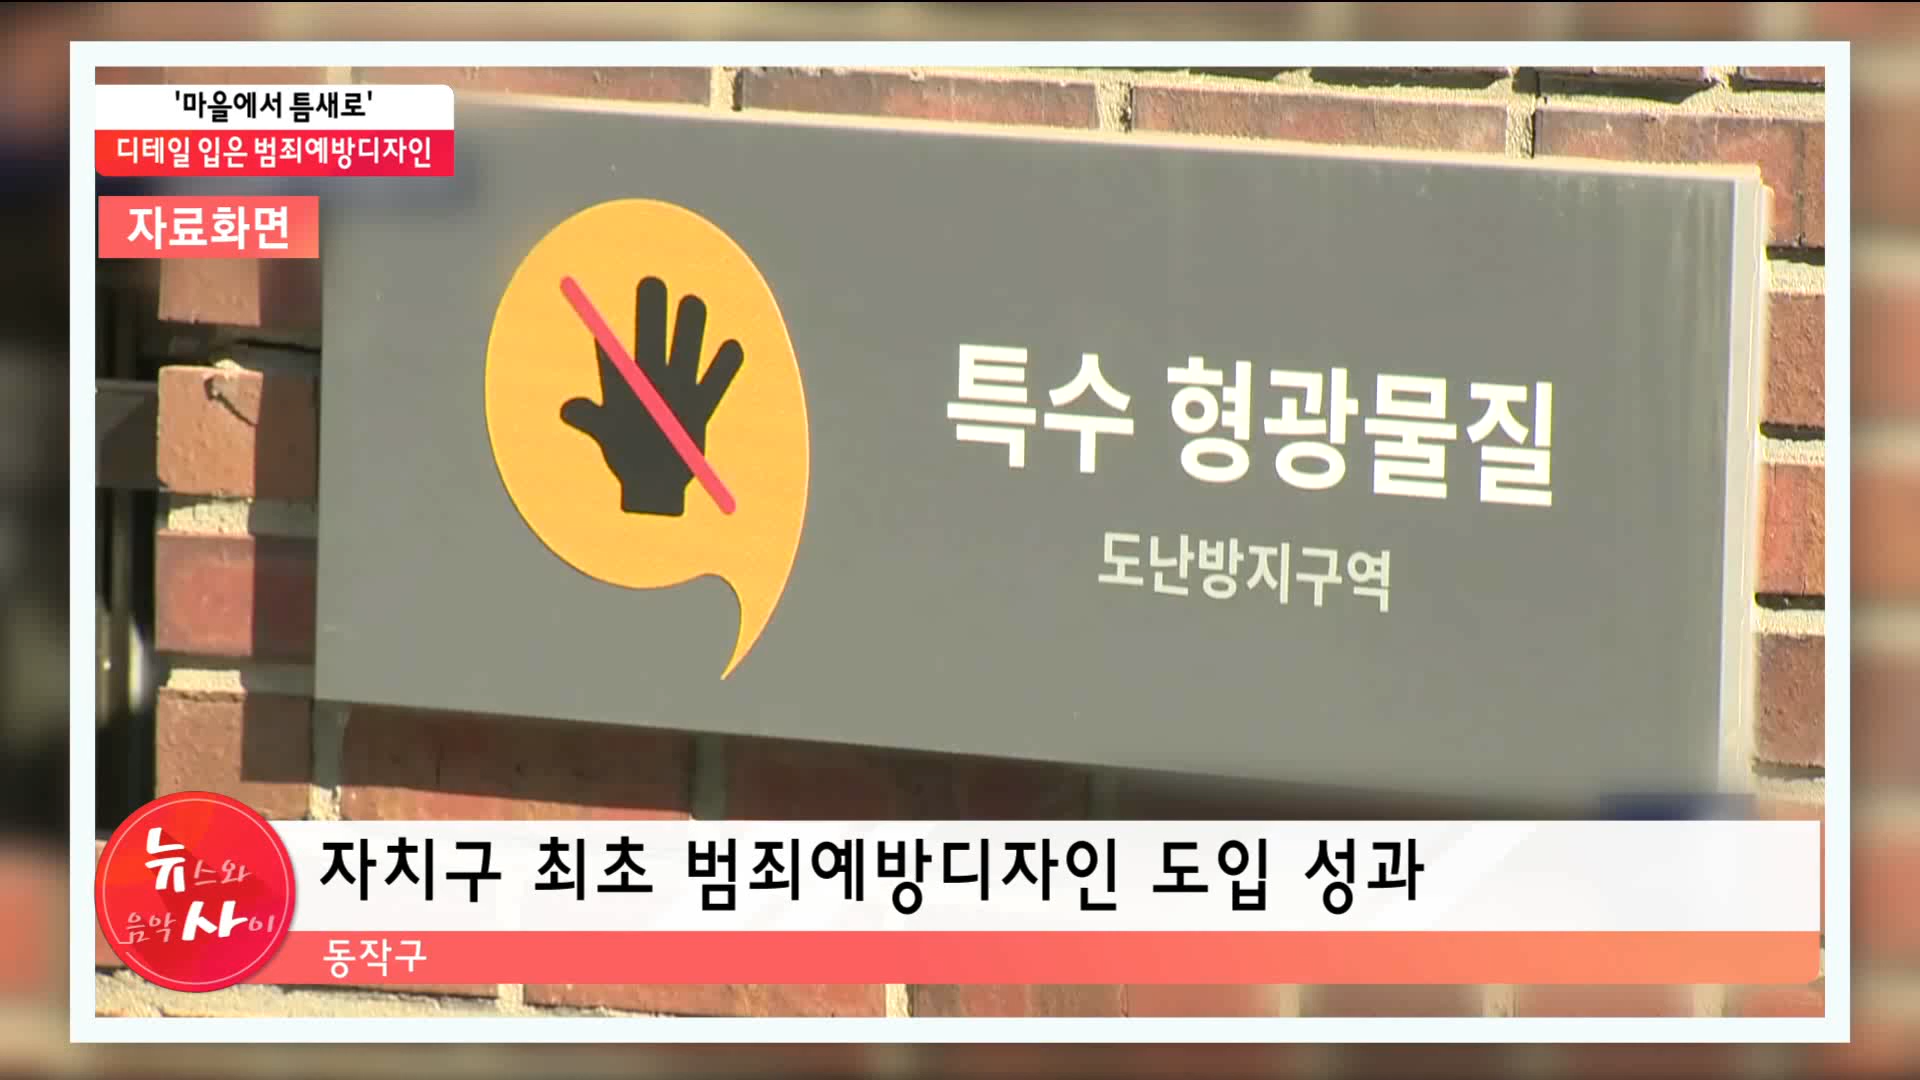 '마을에서 틈새로'
디테일 입은 범죄예방디자인
자료화면
특수 형광물질
도난방지구역
뉴스와
음악 사이
자치구 최초 범죄예방디자인 도입 성과
동작구